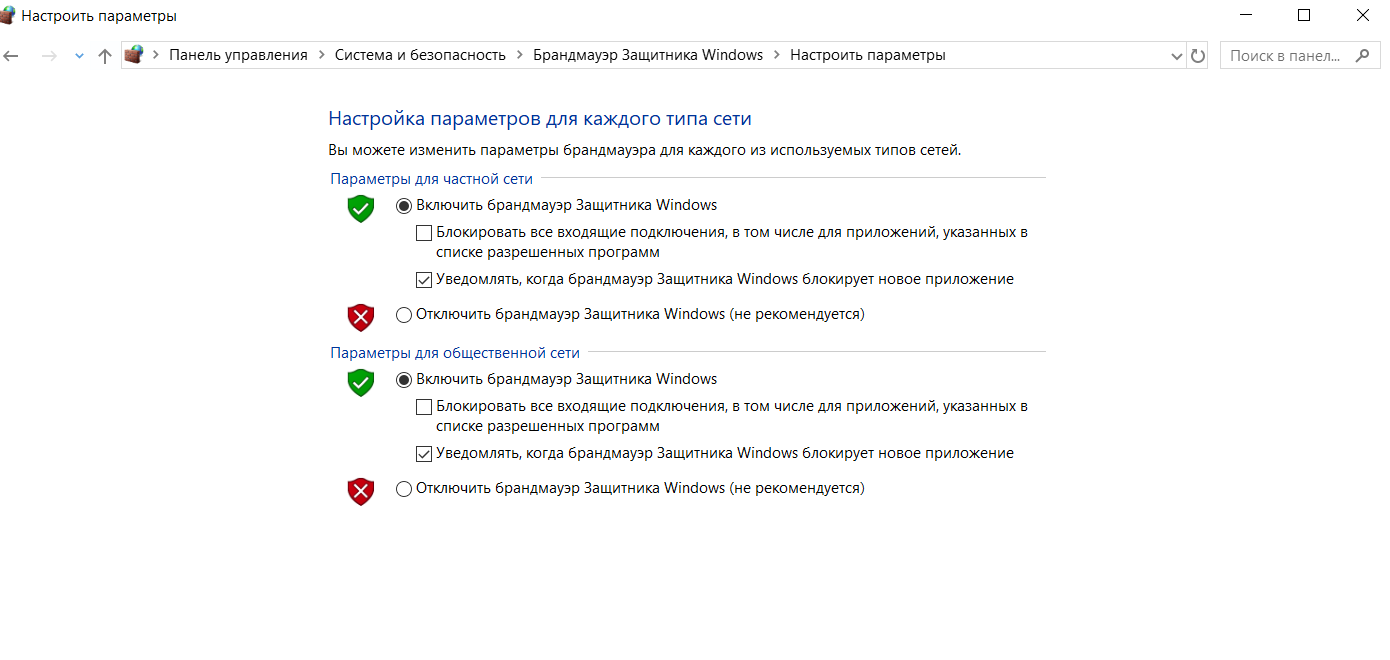 Настроить параметры
Панель управления > Система и безопасность > Брандмауэр Защитника Windows > Настроить параметры
Поиск в панел...
Настройка параметров для каждого типа сети
Вы можете изменить параметры брандмауэра для каждого из используемых типов сетей.
Параметры для частной сети
Включить брандмауэр Защитника Windows
Блокировать все входящие подключения, в том числе для приложений, указанных в
списке разрешенных программ
Уведомлять, когда брандмауэр Защитника Windows блокирует новое приложение
Отключить брандмауэр Защитника Windows (не рекомендуется)
Параметры для общественной сети
Включить брандмауэр Защитника Windows
Блокировать все входящие подключения, в том числе для приложений, указанных в
списке разрешенных программ
Уведомлять, когда брандмауэр Защитника Windows блокирует новое приложение
Отключить брандмауэр Защитника Windows (не рекомендуется)